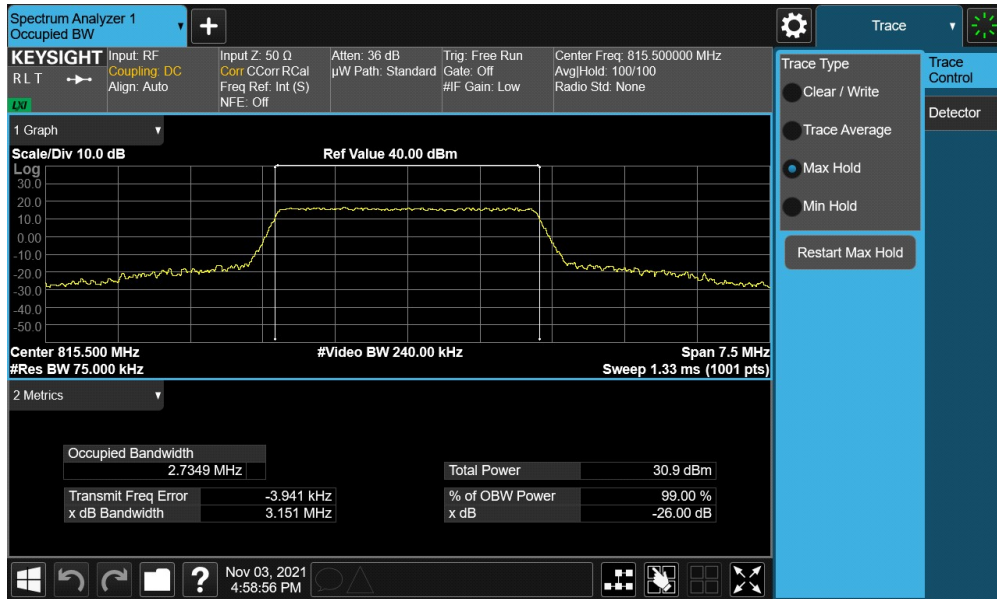 Spectrum Analyzer 1
Occupied BW
+
Trace
KEYSIGHT
R L T
LXI
Input: RF
Coupling: DC
Align: Auto
Input Z: 50 Ω
Corr CCorr RCal
Freq Ref: Int (S)
NFE: Off
Atten: 36 dB
µW Path: Standard
Trig: Free Run
Gate: Off
#IF Gain: Low
Center Freq: 815.500000 MHz
Avg|Hold: 100/100
Radio Std: None
Trace Type
Clear / Write
Trace Average
Max Hold
Min Hold
Restart Max Hold
Trace
Control
Detector
1 Graph
Scale/Div 10.0 dB
Ref Value 40.00 dBm
Log
30.0
20.0
10.0
0.00
-10.0
-20.0
-30.0
-40.0
-50.0
Center 815.500 MHz
#Video BW 240.00 kHz
Span 7.5 MHz
#Res BW 75.000 kHz
Sweep 1.33 ms (1001 pts)
2 Metrics
Occupied Bandwidth
2.7349 MHz
Total Power 30.9 dBm
Transmit Freq Error -3.941 kHz
% of OBW Power 99.00 %
x dB Bandwidth 3.151 MHz
x dB -26.00 dB
?
Nov 03, 2021
4:58:56 PM